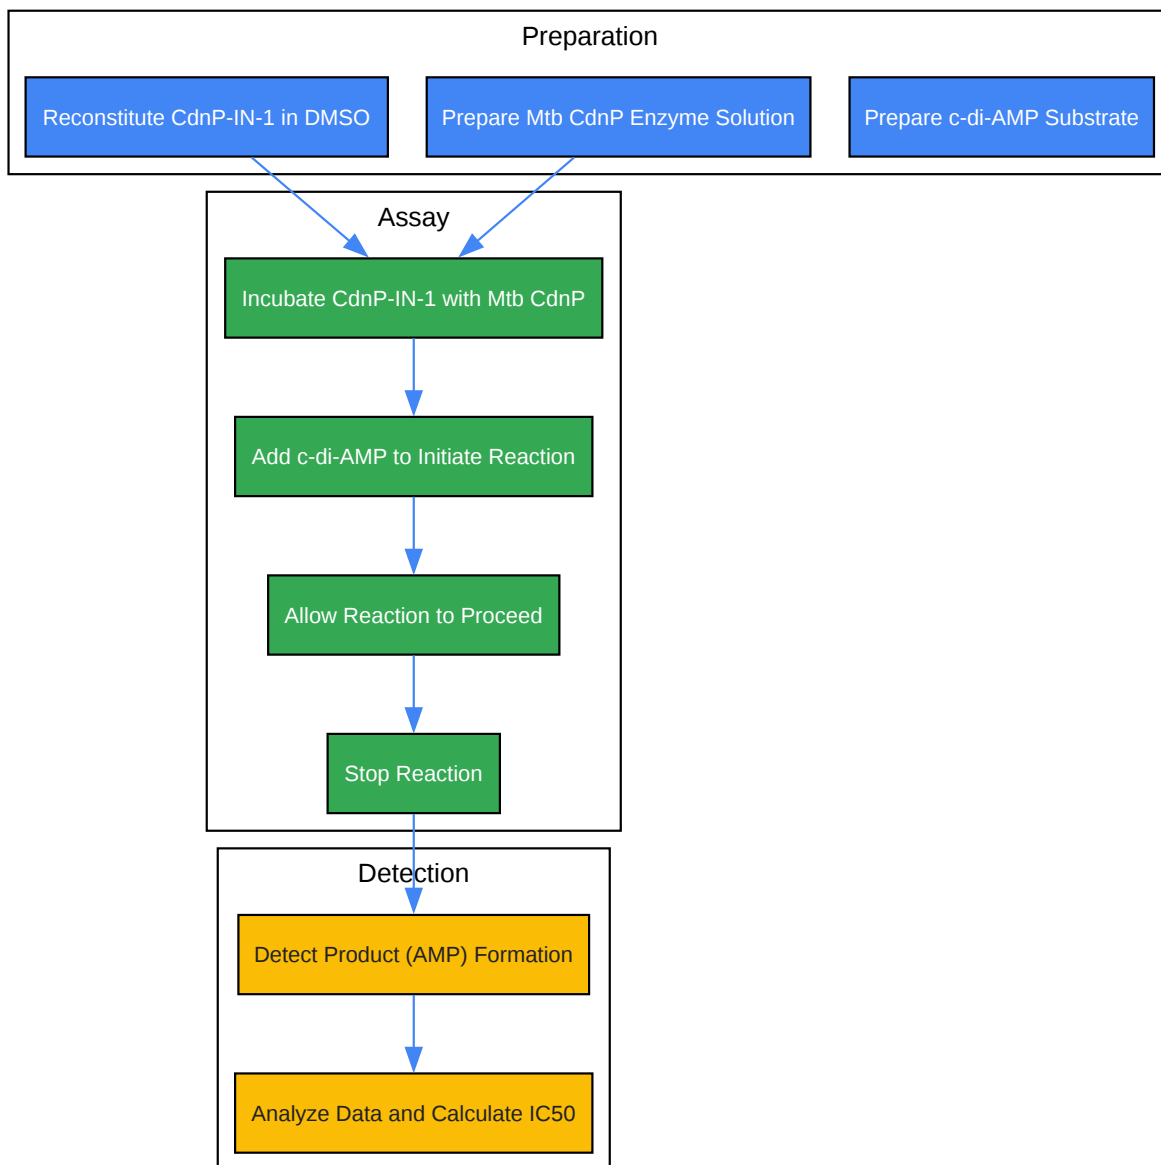 Preparation
Reconstitute CdnP-IN-1 in DMSO
Prepare Mtb CdnP Enzyme Solution
Prepare c-di-AMP Substrate
Assay
Incubate CdnP-IN-1 with Mtb CdnP
Add c-di-AMP to Initiate Reaction
Allow Reaction to Proceed
Stop Reaction
Detection
Detect Product (AMP) Formation
Analyze Data and Calculate IC50